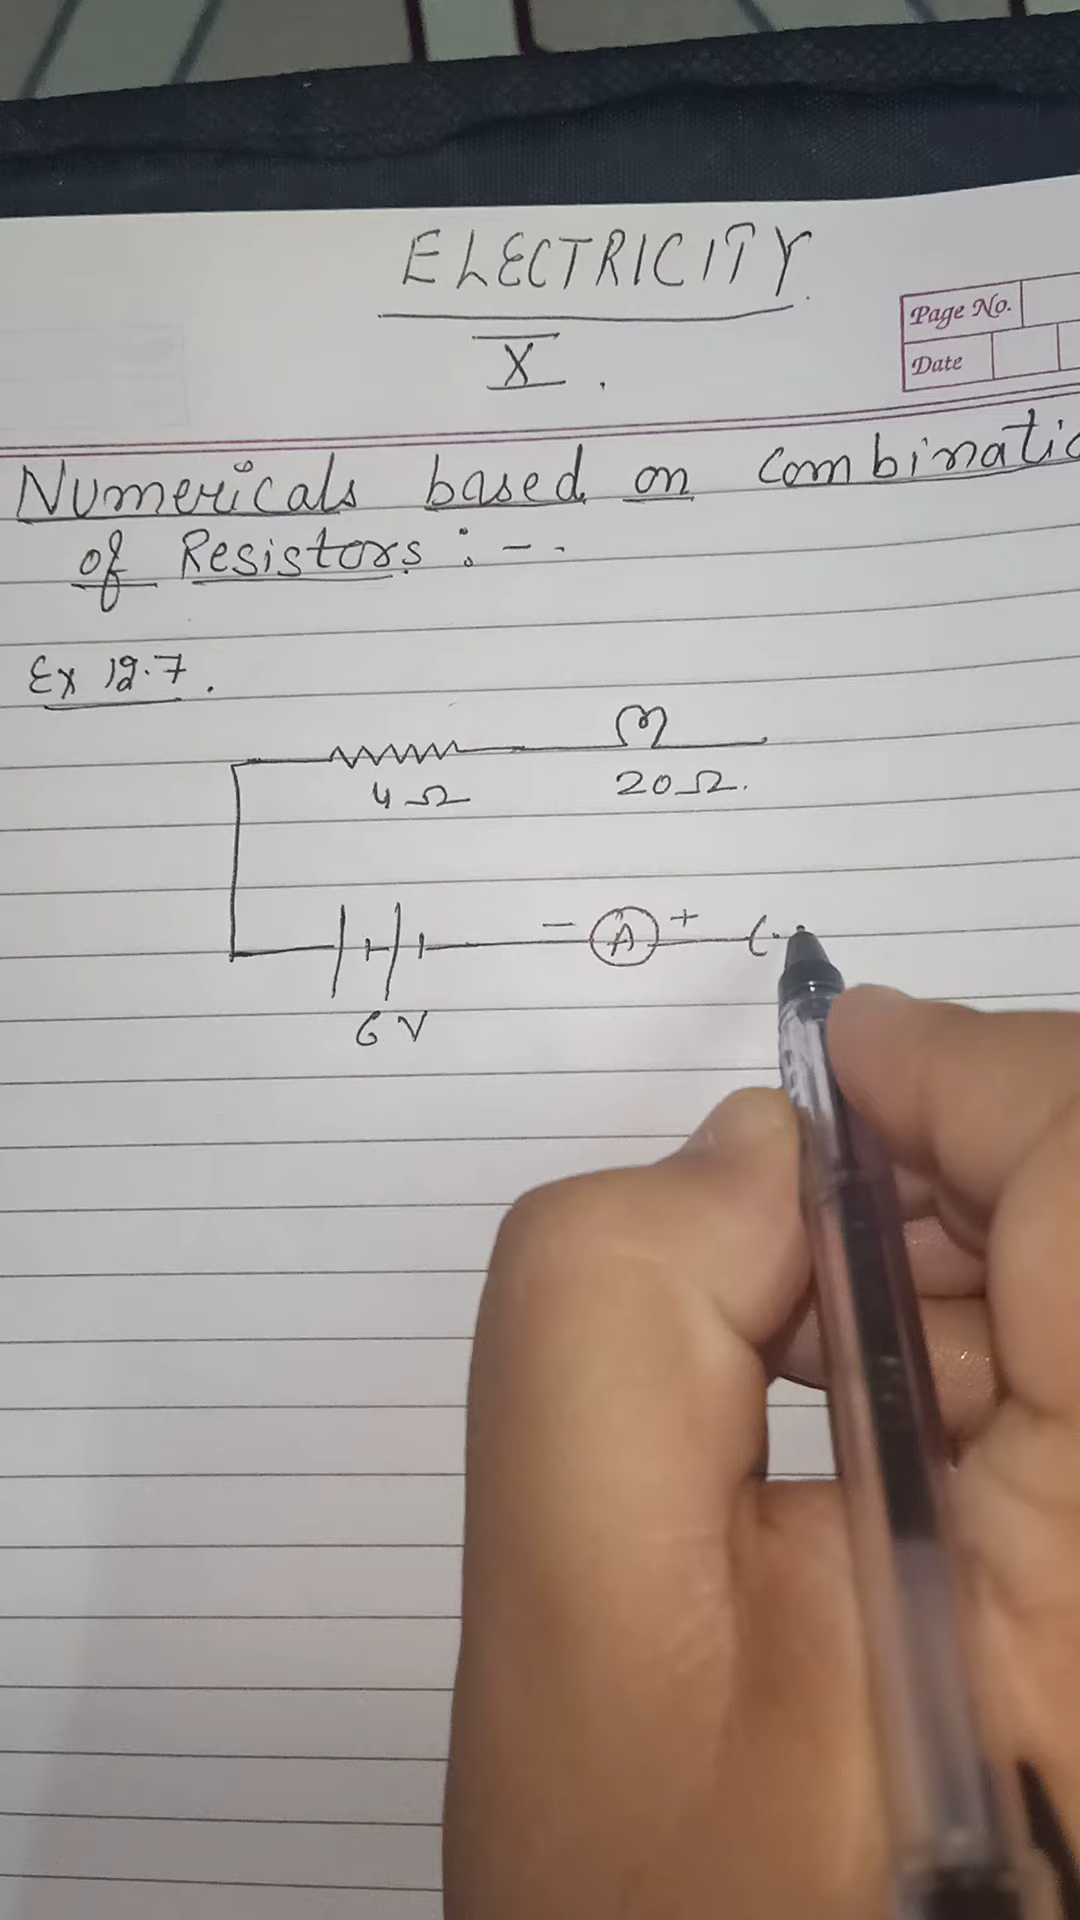 ELECTRICITY
X.
Page No.
Date
Numericals based on Combinatio
of Resistors :-.
Ex 12.7.
4Ω
20Ω.
- A +
6V